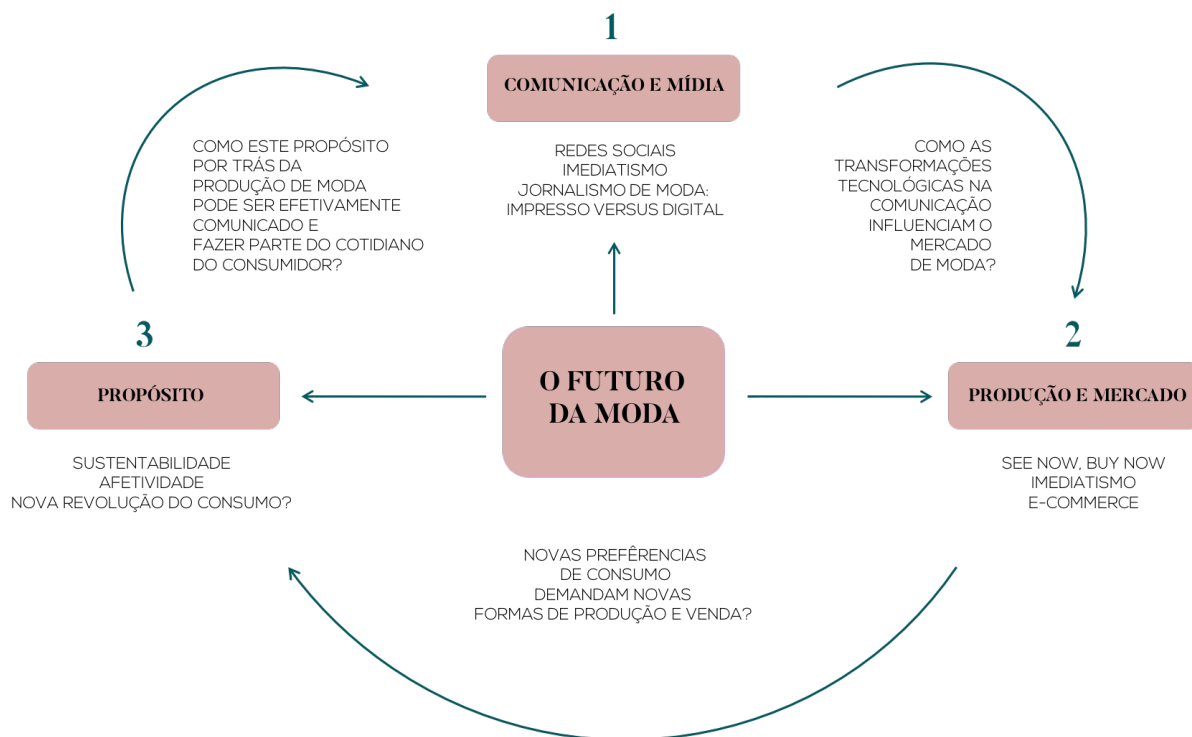 1
COMUNICAÇÃO E MÍDIA
REDES SOCIAIS
IMEDIATISMO
JORNALISMO DE MODA:
IMPRESSO VERSUS DIGITAL
COMO AS
TRANSFORMAÇÕES
TECNOLÓGICAS NA
COMUNICAÇÃO
INFLUENCIAM O
MERCADO
DE MODA?
2
PRODUÇÃO E MERCADO
SEE NOW, BUY NOW
IMEDIATISMO
E-COMMERCE
NOVAS PREFÊRENCIAS
DE CONSUMO
DEMANDAM NOVAS
FORMAS DE PRODUÇÃO E VENDA?
3
PROPÓSITO
SUSTENTABILIDADE
AFETIVIDADE
NOVA REVOLUÇÃO DO CONSUMO?
COMO ESTE PROPÓSITO
POR TRÁS DA
PRODUÇÃO DE MODA
PODE SER EFETIVAMENTE
COMUNICADO E
FAZER PARTE DO COTIDIANO
DO CONSUMIDOR?
O FUTURO
DA MODA